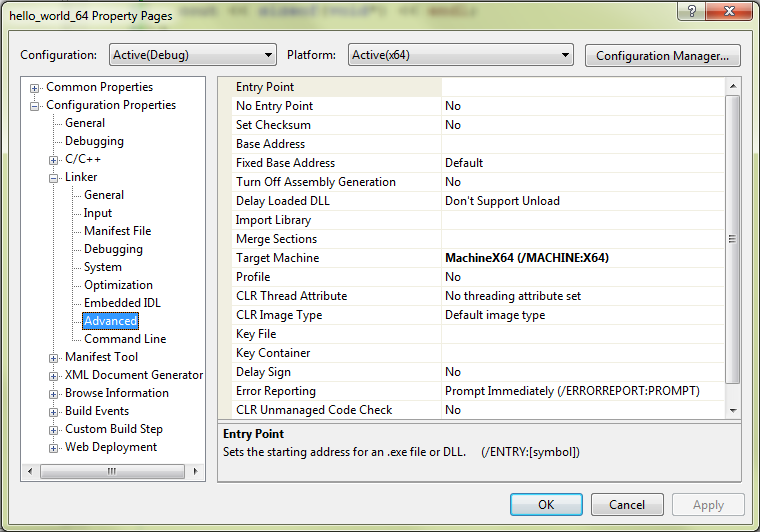 hello_world_64 Property Pages
Configuration: Active(Debug) Platform: Active(x64) Configuration Manager...
Common Properties
Configuration Properties
General
Debugging
C/C++
Linker
General
Input
Manifest File
Debugging
System
Optimization
Embedded IDL
Advanced
Command Line
Manifest Tool
XML Document Generator
Browse Information
Build Events
Custom Build Step
Web Deployment
Entry Point
No Entry Point No
Set Checksum No
Base Address
Fixed Base Address Default
Turn Off Assembly Generation No
Delay Loaded DLL Don't Support Unload
Import Library
Merge Sections
Target Machine MachineX64 (/MACHINE:X64)
Profile No
CLR Thread Attribute No threading attribute set
CLR Image Type Default image type
Key File
Key Container
Delay Sign No
Error Reporting Prompt Immediately (/ERRORREPORT:PROMPT)
CLR Unmanaged Code Check No
Entry Point
Sets the starting address for an .exe file or DLL. (/ENTRY:[symbol])
OK Cancel Apply